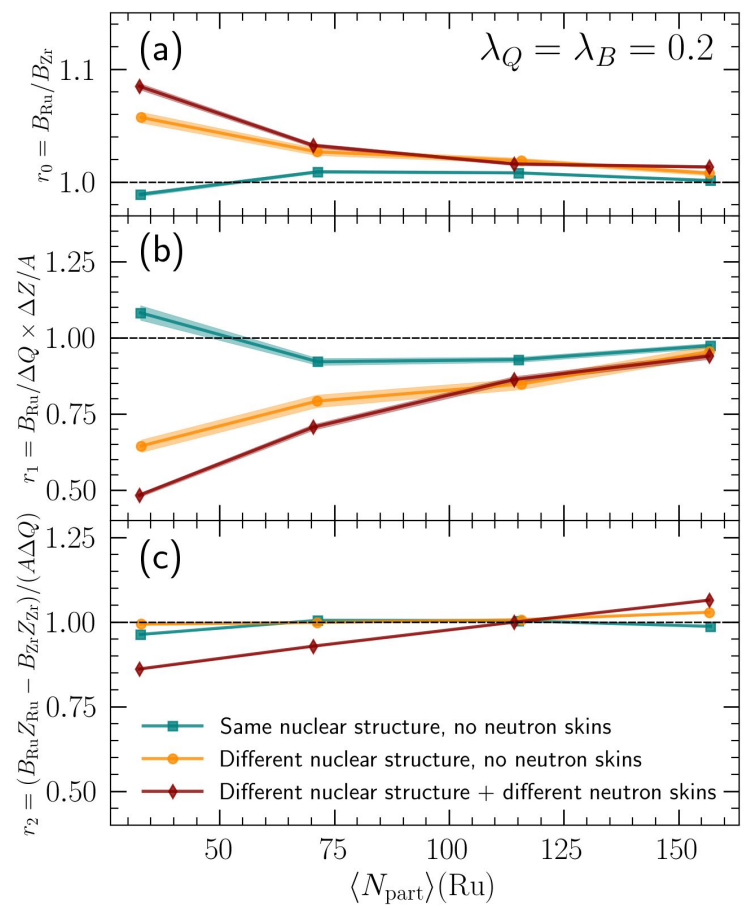 (a)
λ_Q = λ_B = 0.2
r₀ = B_Ru/B_Zr
1.1
1.0
(b)
r₁ = B_Ru/ΔQ × ΔZ/A
1.25
1.00
0.75
0.50
(c)
r₂ = (B_Ru Z_Ru − B_Zr Z_Zr)/(AΔQ)
1.25
1.00
0.75
0.50
Same nuclear structure, no neutron skins
Different nuclear structure, no neutron skins
Different nuclear structure + different neutron skins
50 75 100 125 150
⟨N_part⟩(Ru)